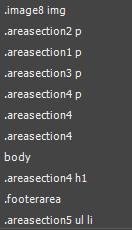 .image8 img
.areasection2 p
.areasection1 p
.areasection3 p
.areasection4 p
.areasection4
.areasection4
body
.areasection4 h1
.footerarea
.areasection5 ul li